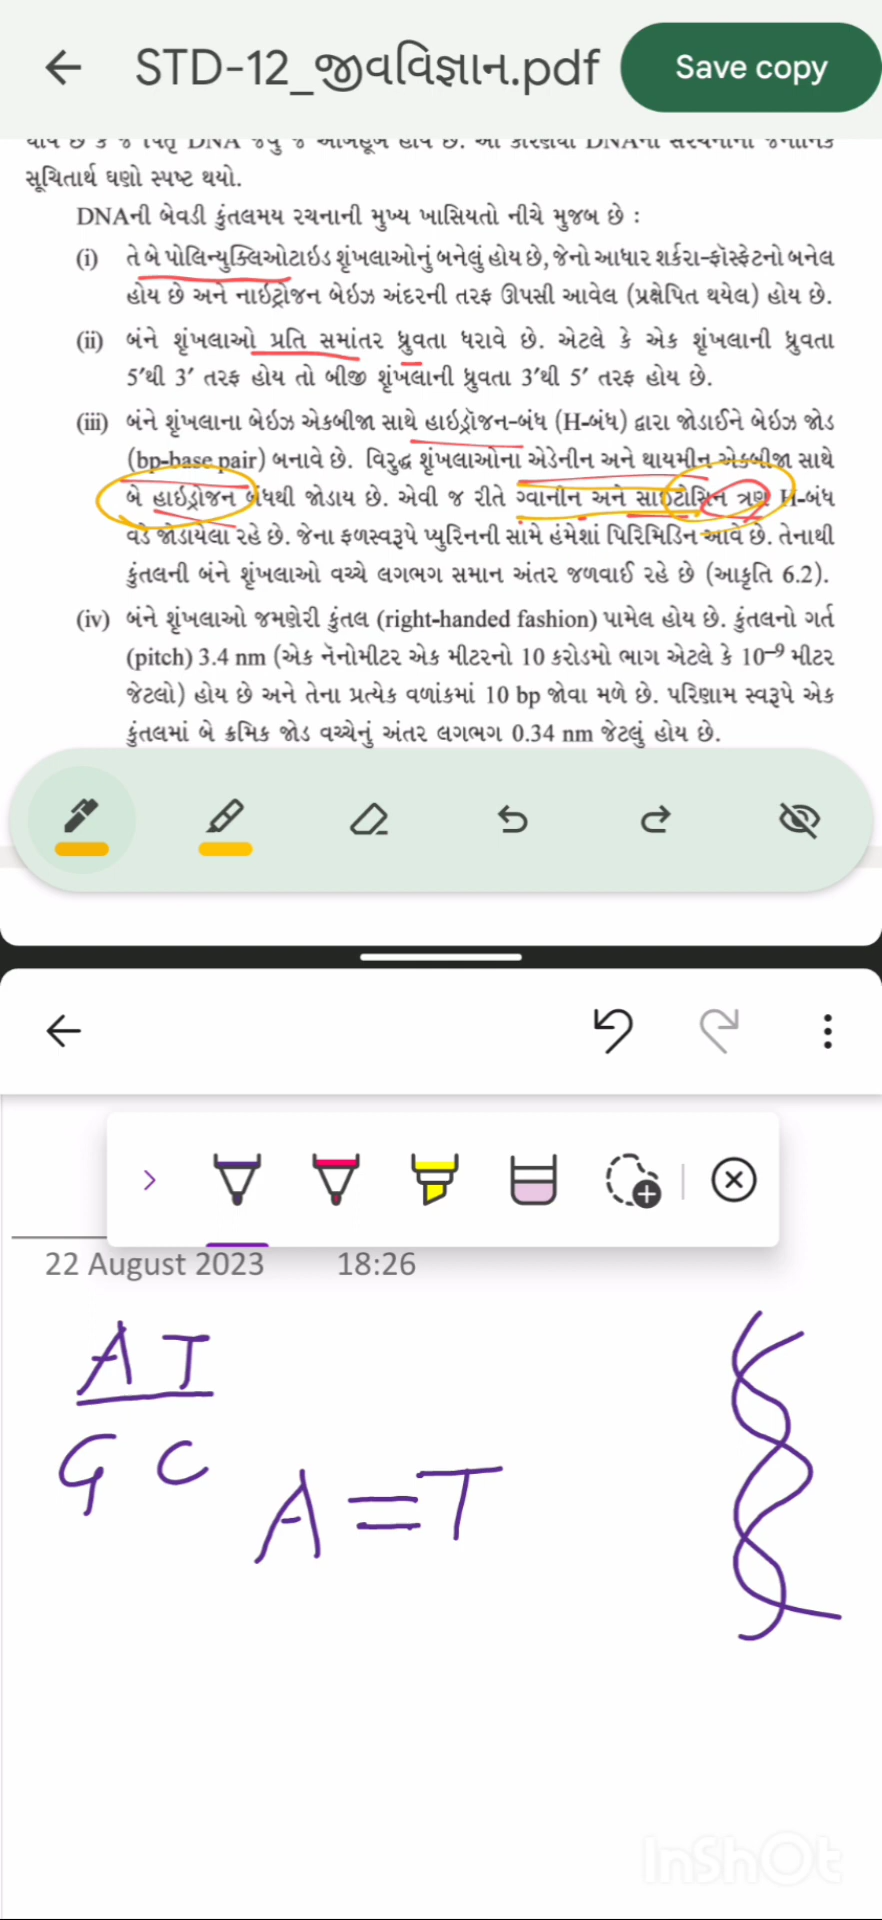 STD-12_જીવવિજ્ઞાન.pdf Save copy
સૂચિતાર્થ ઘણો સ્પષ્ટ થયો.
DNAની બેવડી કુંતલમય રચનાની મુખ્ય ખાસિયતો નીચે મુજબ છે :
(i) તે બે પોલિન્યુક્લિઓટાઇડ શૃંખલાઓનું બનેલું હોય છે, જેનો આધાર શર્કરા-ફૉસ્ફેટનો બનેલ
હોય છે અને નાઇટ્રોજન બેઇઝ અંદરની તરફ ઊપસી આવેલ (પ્રક્ષેપિત થયેલ) હોય છે.
(ii) બંને શૃંખલાઓ પ્રતિ સમાંતર ધ્રુવતા ધરાવે છે. એટલે કે એક શૃંખલાની ધ્રુવતા
5′થી 3′ તરફ હોય તો બીજી શૃંખલાની ધ્રુવતા 3′થી 5′ તરફ હોય છે.
(iii) બંને શૃંખલાના બેઇઝ એકબીજા સાથે હાઇડ્રૉજન-બંધ (H-બંધ) દ્વારા જોડાઈને બેઇઝ જોડ
(bp-base pair) બનાવે છે. વિરુદ્ધ શૃંખલાઓના એડેનીન અને થાયમીન એકબીજા સાથે
બે હાઇડ્રોજન બંધથી જોડાય છે. એવી જ રીતે ગ્વાનીન અને સાઇટોસિન ત્રણ H-બંધ
વડે જોડાયેલા રહે છે. જેના ફળસ્વરૂપે પ્યુરિનની સામે હંમેશાં પિરિમિડિન આવે છે. તેનાથી
કુંતલની બંને શૃંખલાઓ વચ્ચે લગભગ સમાન અંતર જળવાઈ રહે છે (આકૃતિ 6.2).
(iv) બંને શૃંખલાઓ જમણેરી કુંતલ (right-handed fashion) પામેલ હોય છે. કુંતલનો ગર્ત
(pitch) 3.4 nm (એક નૅનોમીટર એક મીટરનો 10 કરોડમો ભાગ એટલે કે 10⁻⁹ મીટર
જેટલો) હોય છે અને તેના પ્રત્યેક વળાંકમાં 10 bp જોવા મળે છે. પરિણામ સ્વરૂપે એક
કુંતલમાં બે ક્રમિક જોડ વચ્ચેનું અંતર લગભગ 0.34 nm જેટલું હોય છે.
22 August 2023 18:26
A T
G C
A = T
InShOt